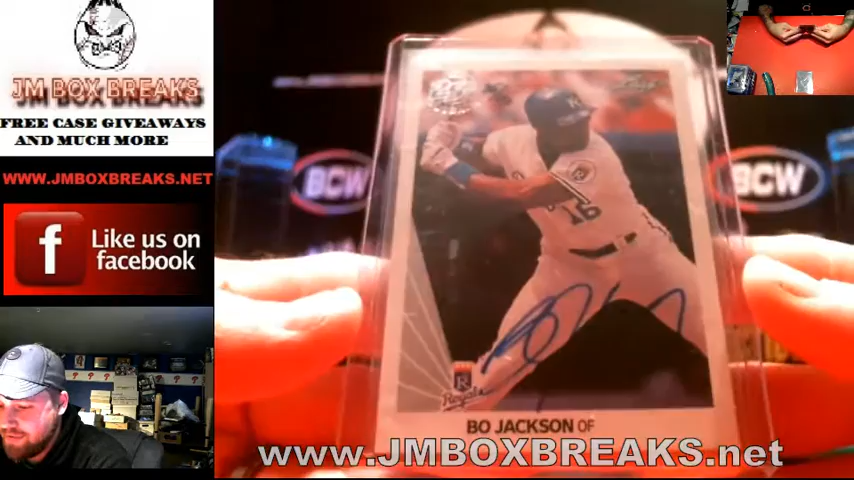 JM BOX BREAKS
FREE CASE GIVEAWAYS
AND MUCH MORE
WWW.JMBOXBREAKS.NET
f Like us on
facebook
BCW
BCW
16
Royals
BO JACKSON OF
www.JMBOXBREAKS.net